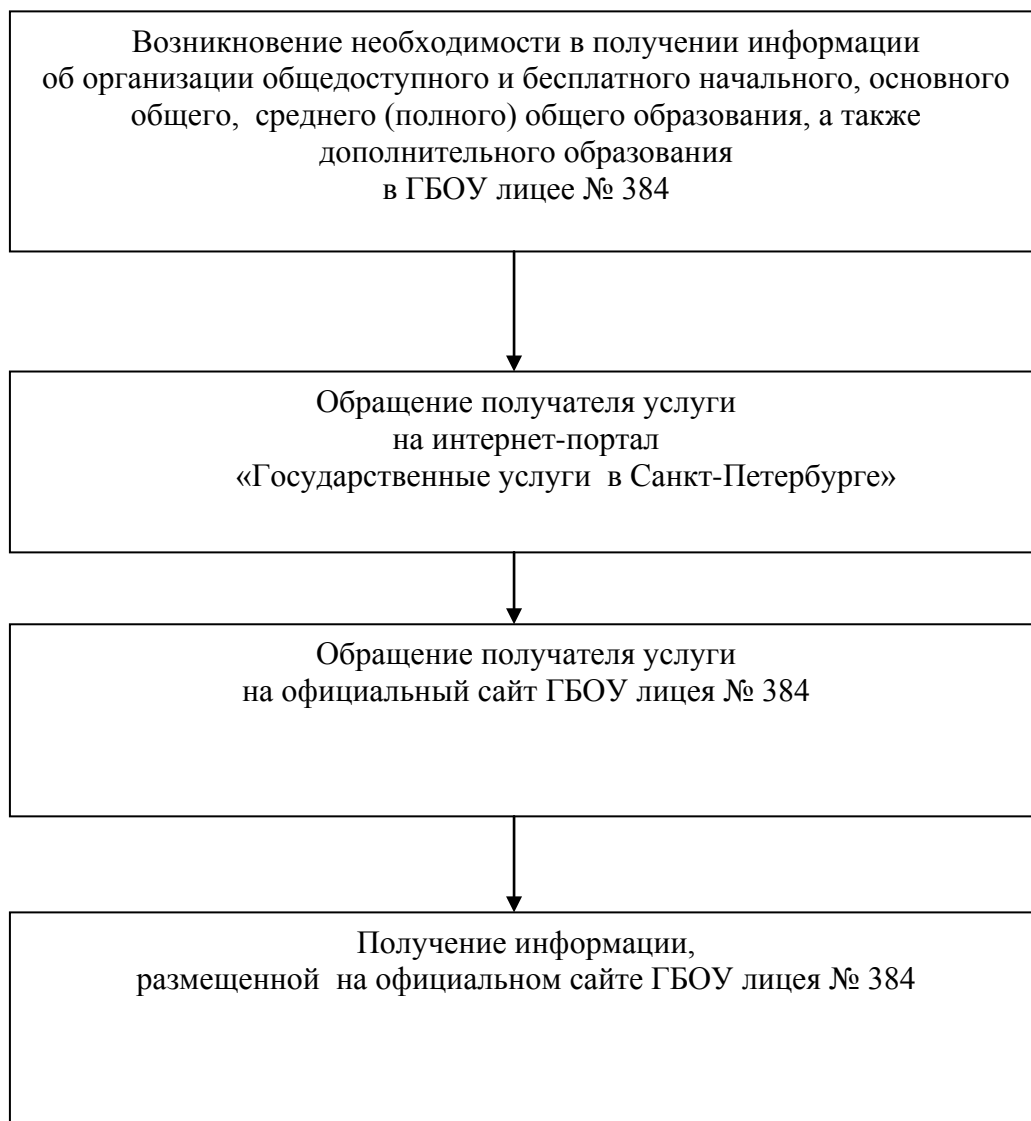 Возникновение необходимости в получении информации
об организации общедоступного и бесплатного начального, основного
общего, среднего (полного) общего образования, а также
дополнительного образования
в ГБОУ лицее № 384
Обращение получателя услуги
на интернет-портал
«Государственные услуги в Санкт-Петербурге»
Обращение получателя услуги
на официальный сайт ГБОУ лицея № 384
Получение информации,
размещенной на официальном сайте ГБОУ лицея № 384